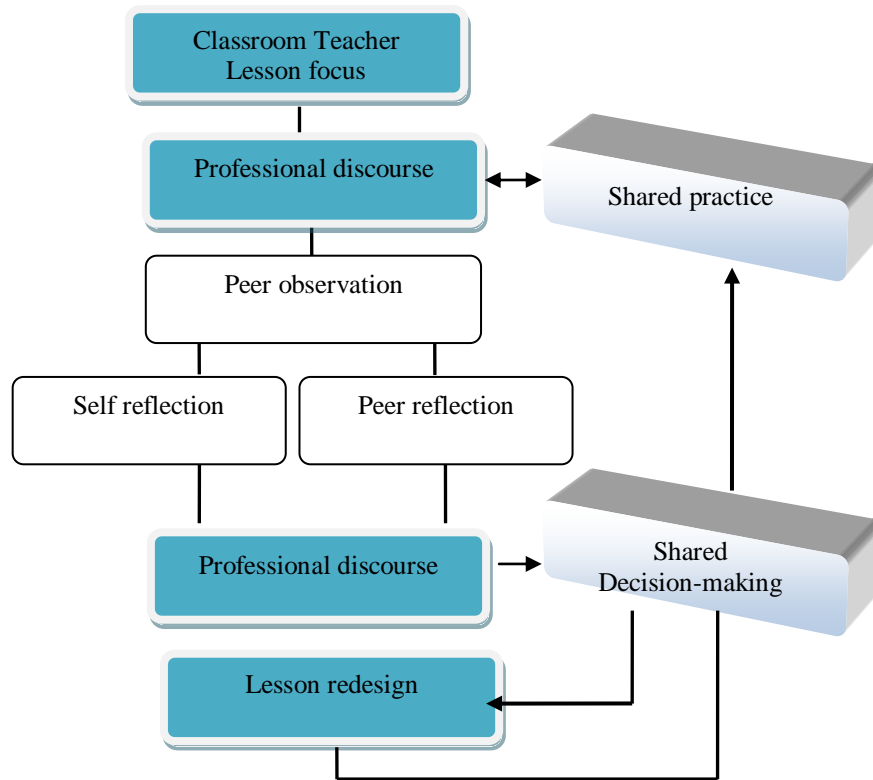 Classroom Teacher
Lesson focus
Professional discourse
Shared practice
Peer observation
Self reflection
Peer reflection
Professional discourse
Shared
Decision-making
Lesson redesign